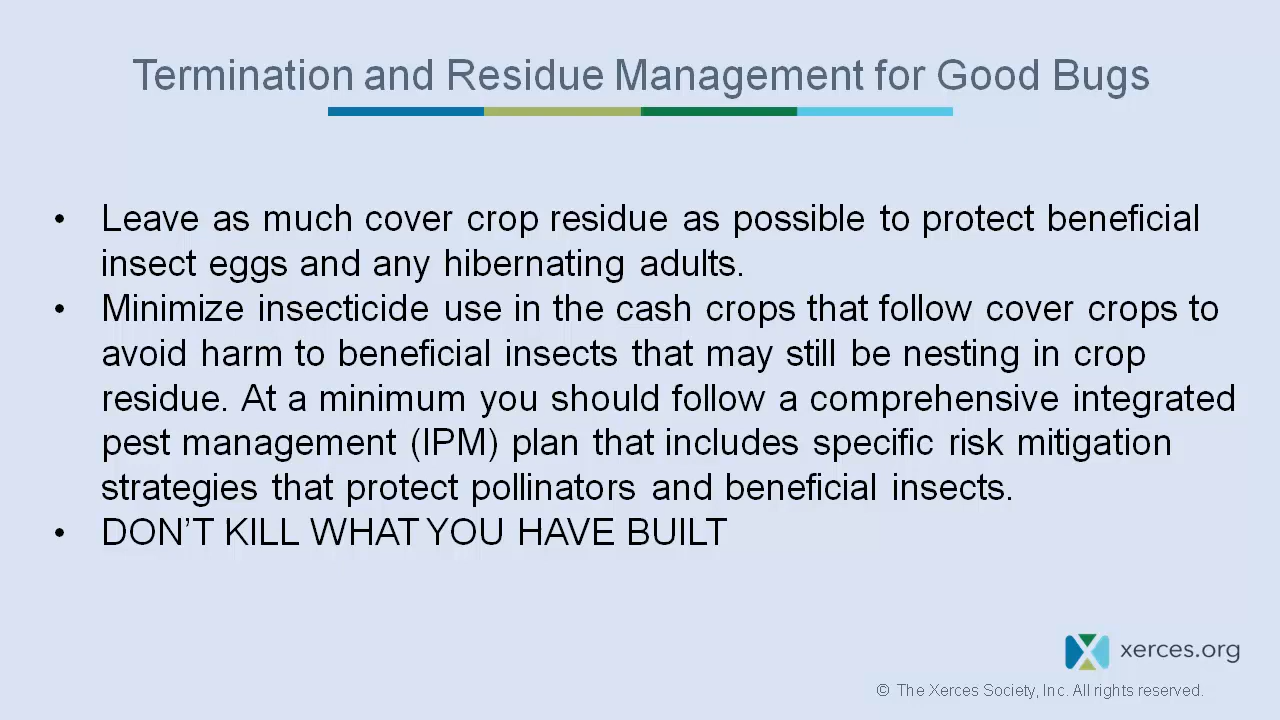 Termination and Residue Management for Good Bugs
• Leave as much cover crop residue as possible to protect beneficial
insect eggs and any hibernating adults.
• Minimize insecticide use in the cash crops that follow cover crops to
avoid harm to beneficial insects that may still be nesting in crop
residue. At a minimum you should follow a comprehensive integrated
pest management (IPM) plan that includes specific risk mitigation
strategies that protect pollinators and beneficial insects.
• DON’T KILL WHAT YOU HAVE BUILT
xerces.org
© The Xerces Society, Inc. All rights reserved.